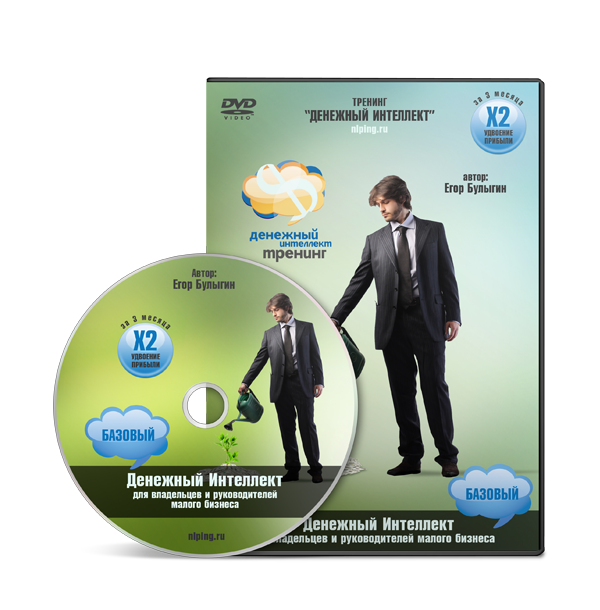 DVD
VIDEO
ТРЕНИНГ
"ДЕНЕЖНЫЙ ИНТЕЛЛЕКТ"
nlping.ru
за 3 месяца
X2
УДВОЕНИЕ
ПРИБЫЛИ
автор:
Егор Булыгин
денежный
интеллект
тренинг
БАЗОВЫЙ
Денежный Интеллект
владельцев и руководителей малого бизнеса
Автор:
Егор Булыгин
за 3 месяца
X2
УДВОЕНИЕ
ПРИБЫЛИ
БАЗОВЫЙ
Денежный Интеллект
для владельцев и руководителей
малого бизнеса
nlping.ru